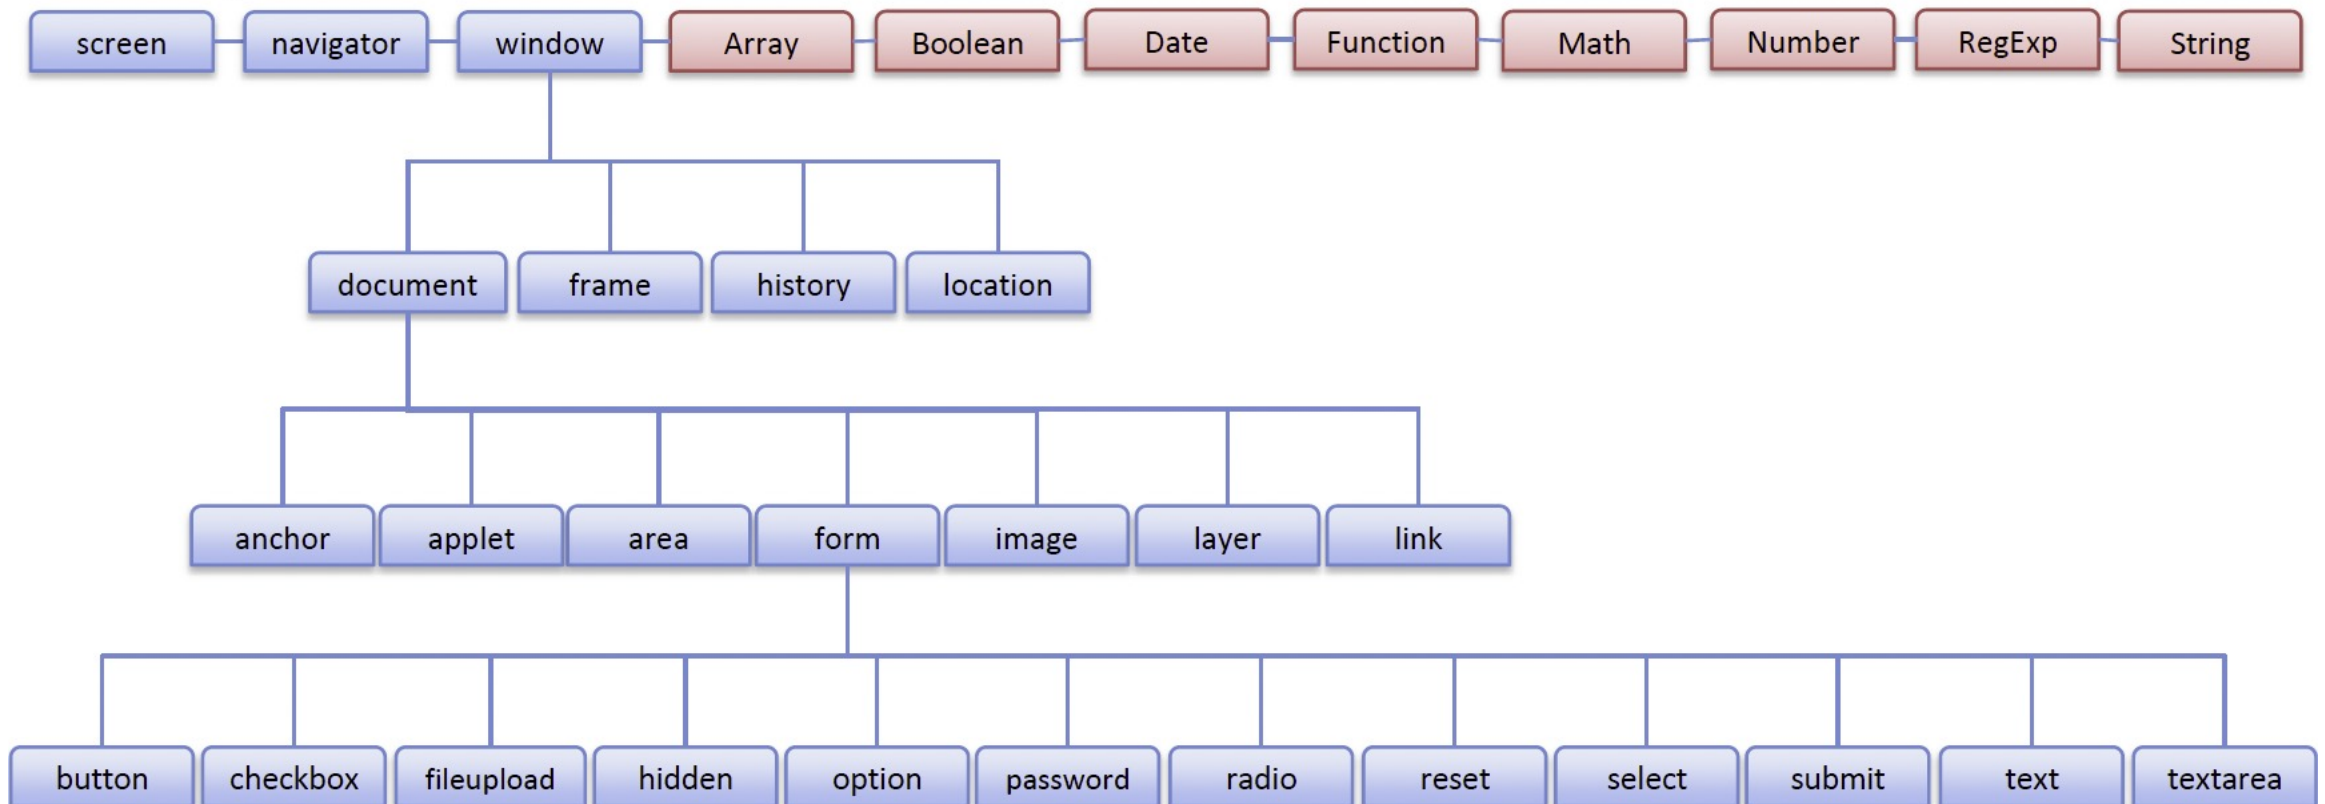 screen navigator window Array Boolean Date Function Math Number RegExp String
document frame history location
anchor applet area form image layer link
button checkbox fileupload hidden option password radio reset select submit text textarea